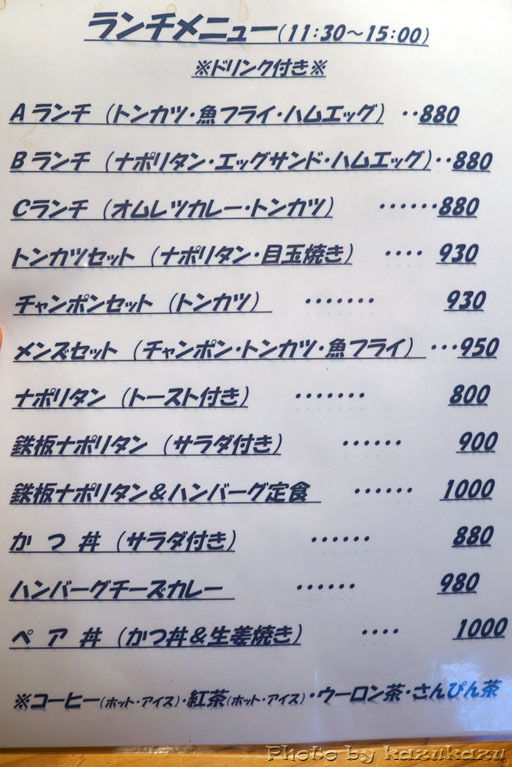 ランチメニュー(11:30～15:00)
※ドリンク付き※
Aランチ (トンカツ・魚フライ・ハムエッグ) ‥880
Bランチ (ナポリタン・エッグサンド・ハムエッグ)‥880
Cランチ (オムレツカレー・トンカツ) ‥‥‥880
トンカツセット (ナポリタン・目玉焼き) ‥‥ 930
チャンポンセット (トンカツ) ‥‥‥・ 930
メンズセット (チャンポン・トンカツ・魚フライ) ‥・950
ナポリタン (トースト付き) ‥‥‥・ 800
鉄板ナポリタン (サラダ付き) ‥‥‥ 900
鉄板ナポリタン&ハンバーグ定食 ‥‥‥ 1000
かつ丼 (サラダ付き) ‥‥‥ 880
ハンバーグチーズカレー ‥‥‥ 980
ペア丼 (かつ丼&生姜焼き) ‥‥ 1000
※コーヒー(ホット・アイス)・紅茶(ホット・アイス)・ウーロン茶・さんぴん茶
Photo by kazukazu